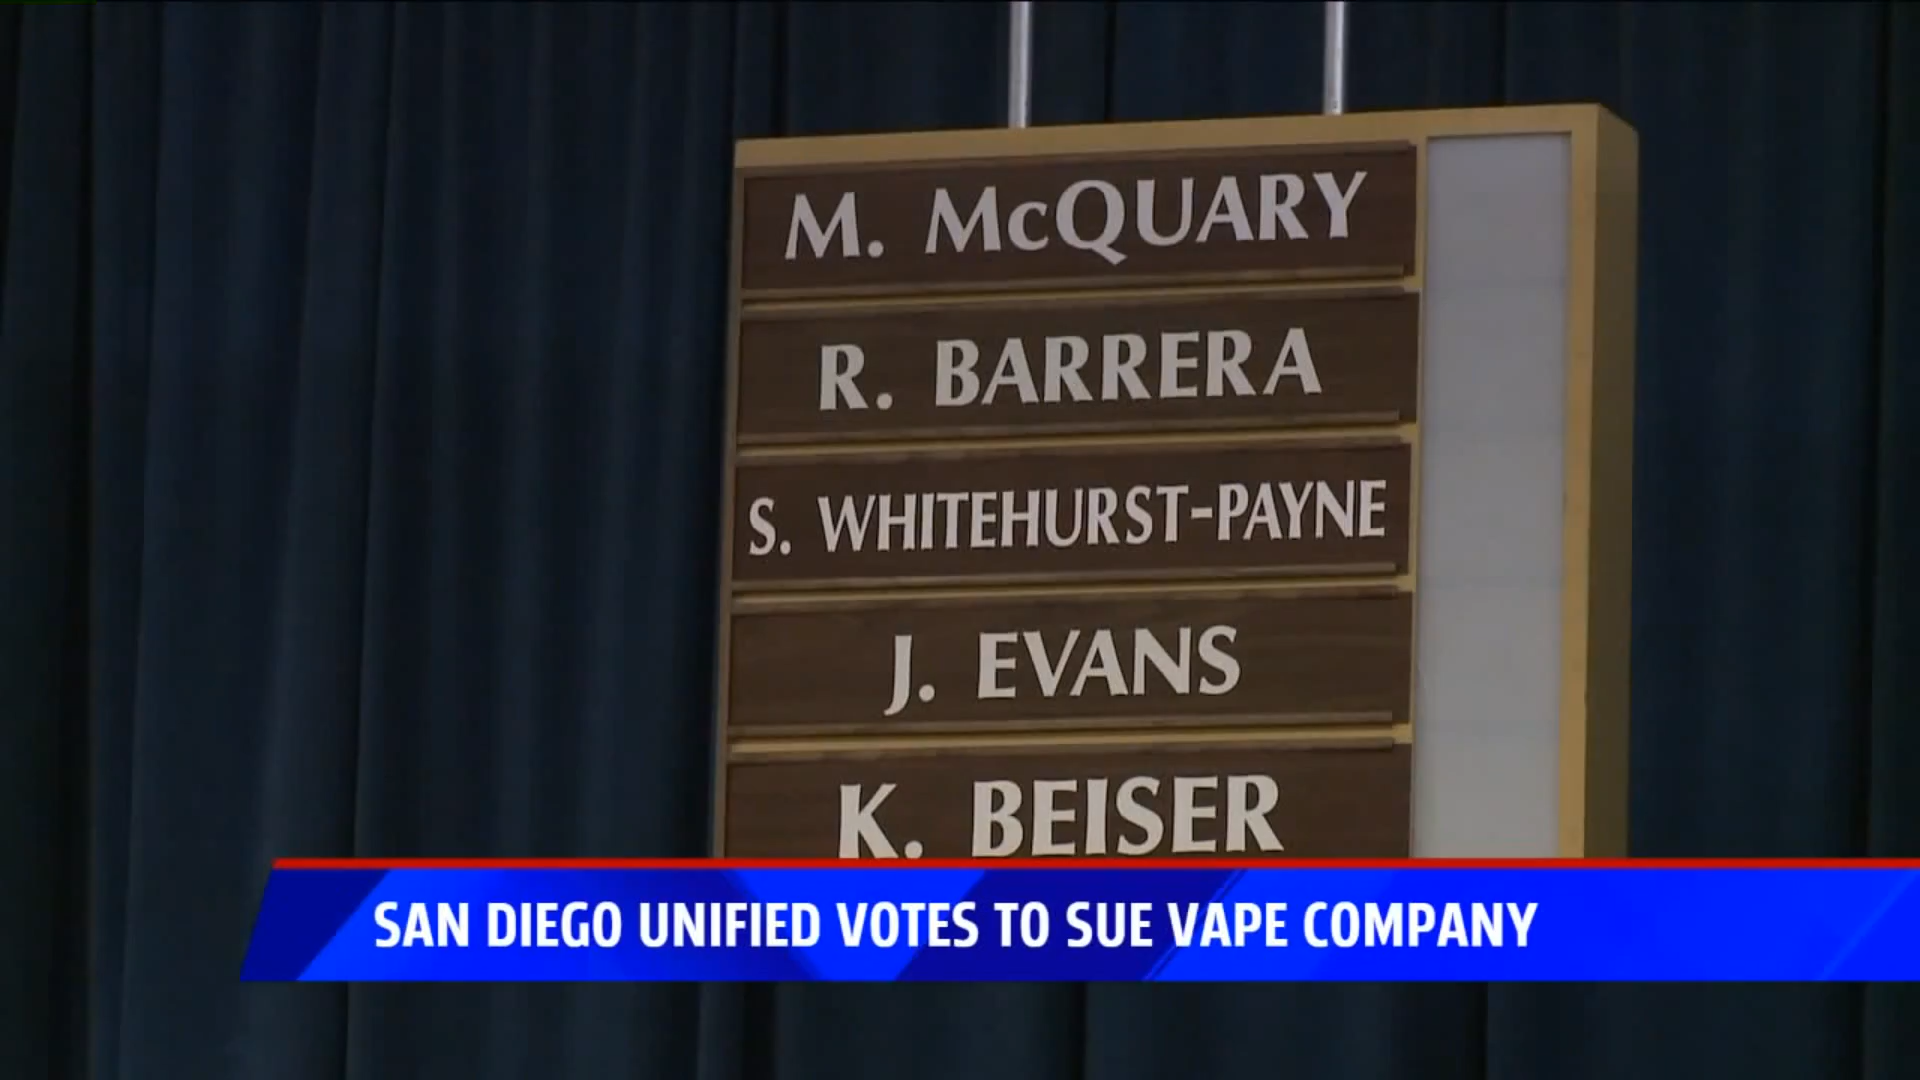 M. McQUARY
R. BARRERA
S. WHITEHURST-PAYNE
J. EVANS
K. BEISER
SAN DIEGO UNIFIED VOTES TO SUE VAPE COMPANY